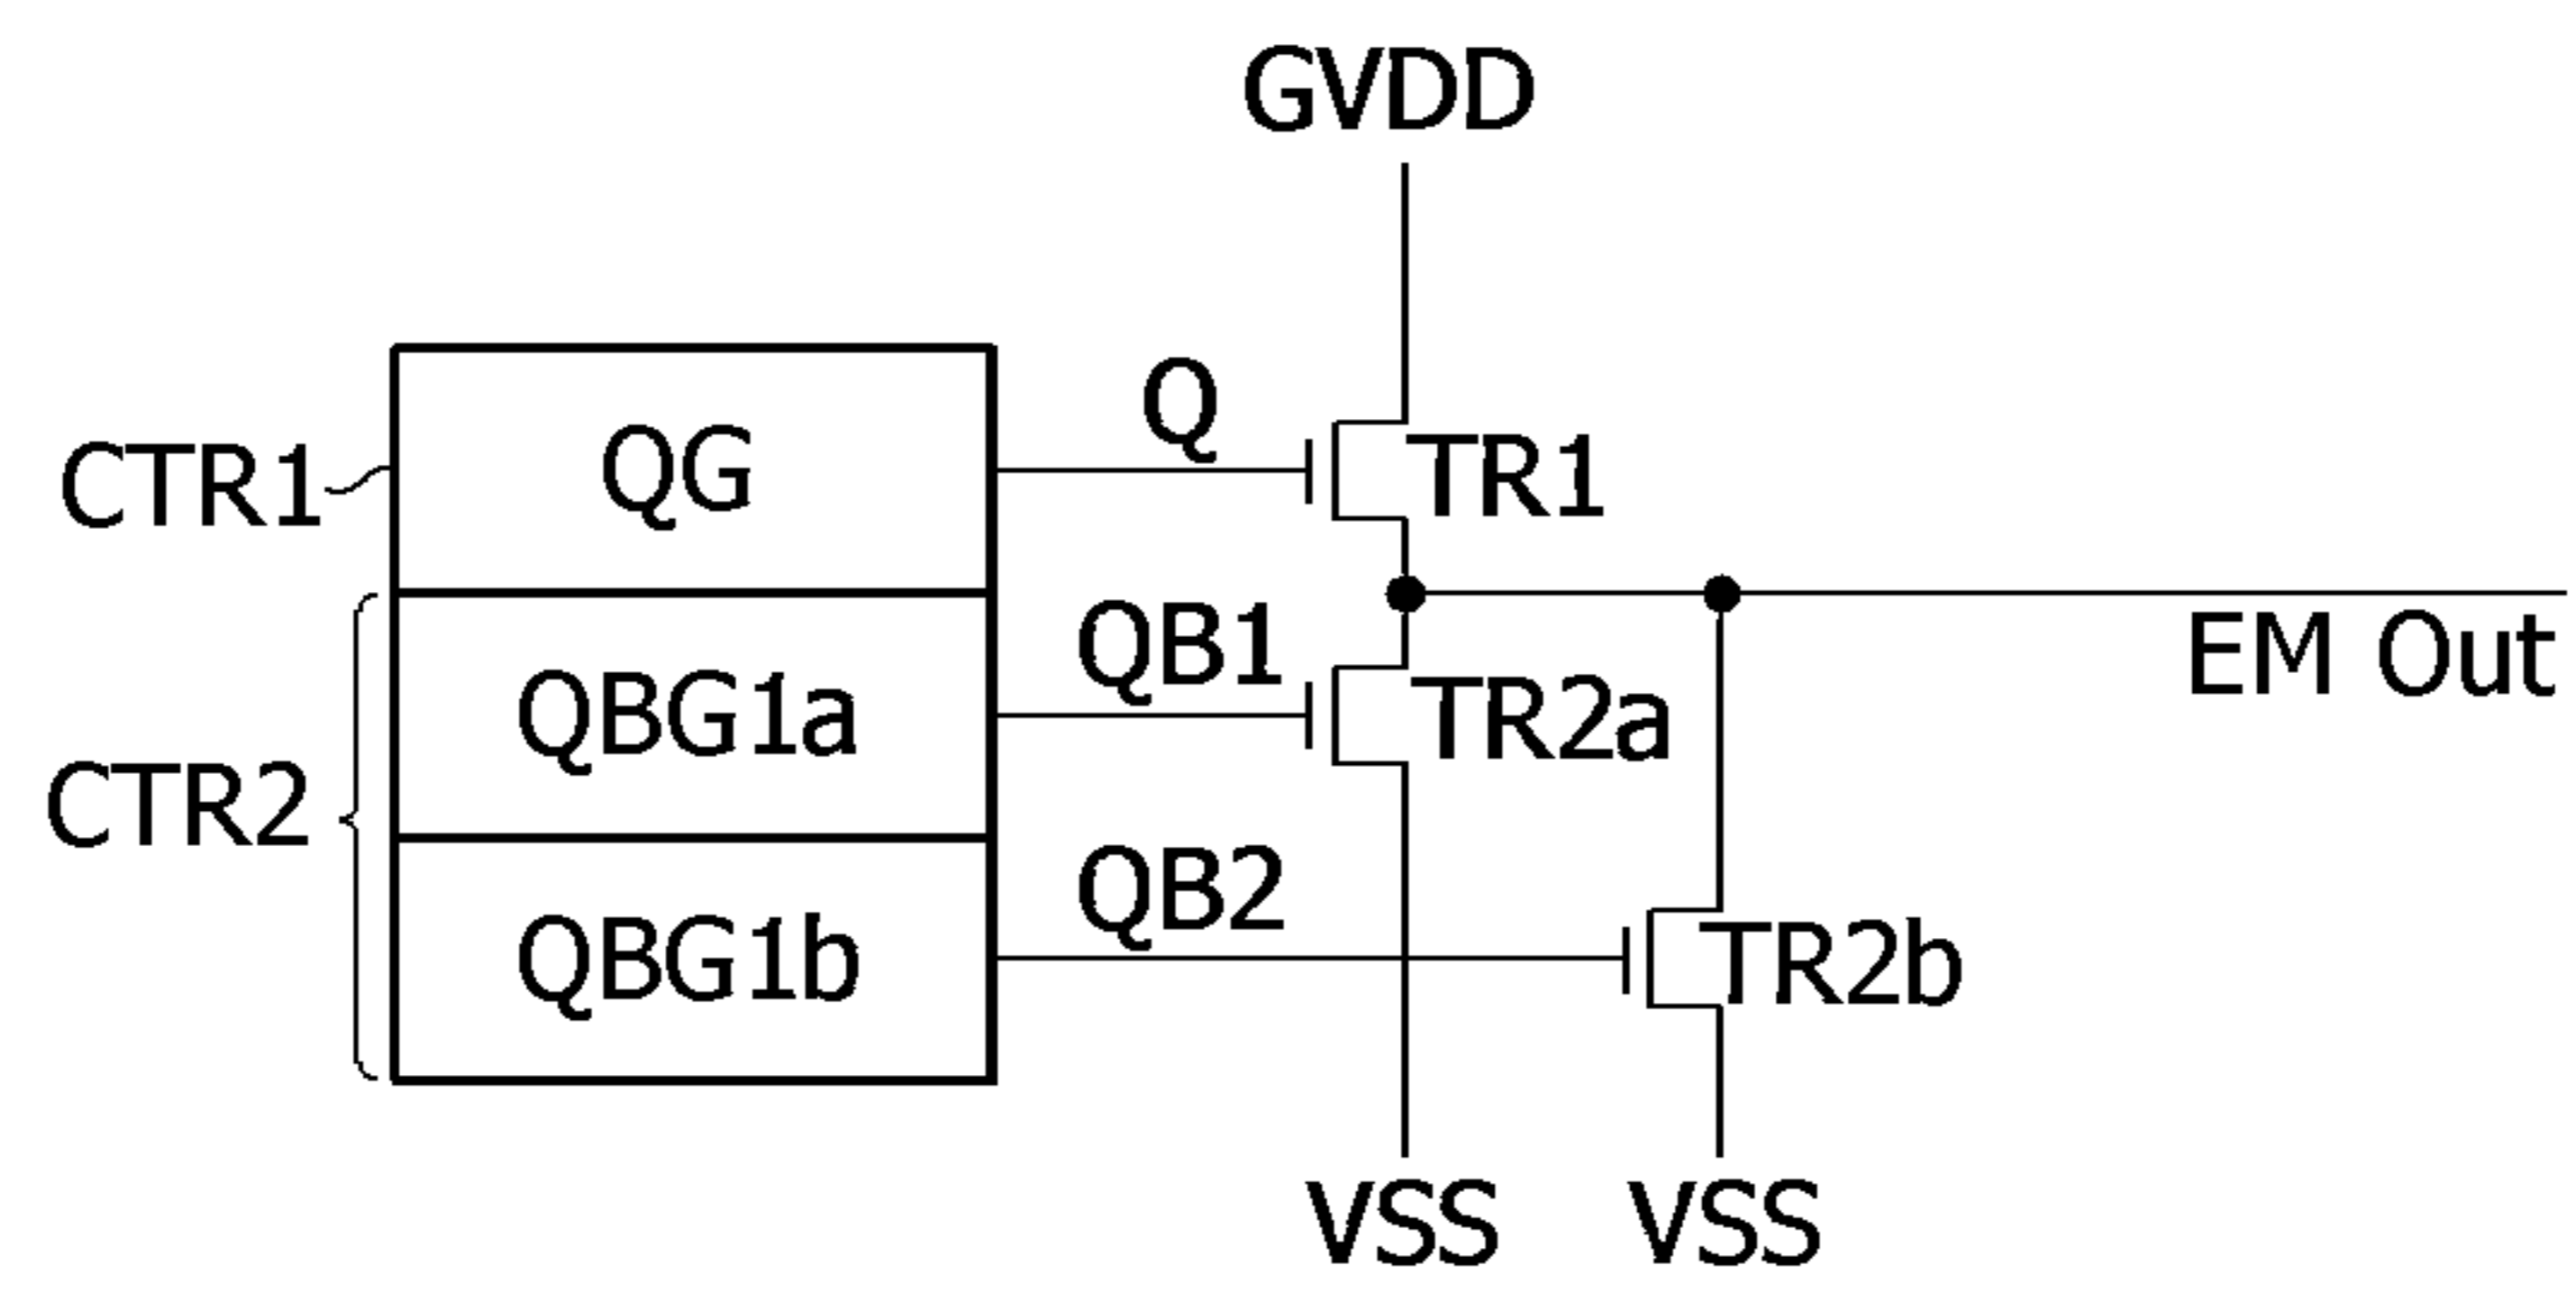 GVDD
Q
CTR1
QG
TR1
QB1
EM Out
QBG1a
TR2a
CTR2
QB2
QBG1b
TR2b
VSS
VSS